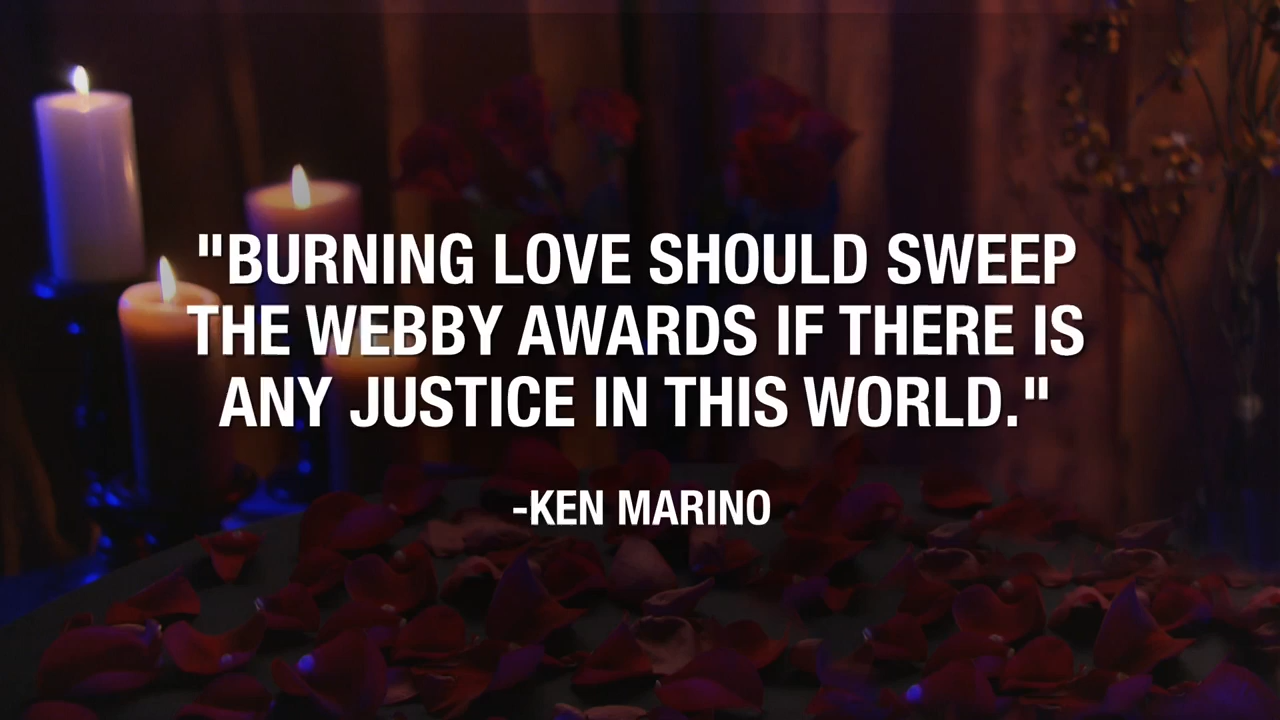 "BURNING LOVE SHOULD SWEEP
THE WEBBY AWARDS IF THERE IS
ANY JUSTICE IN THIS WORLD."
-KEN MARINO